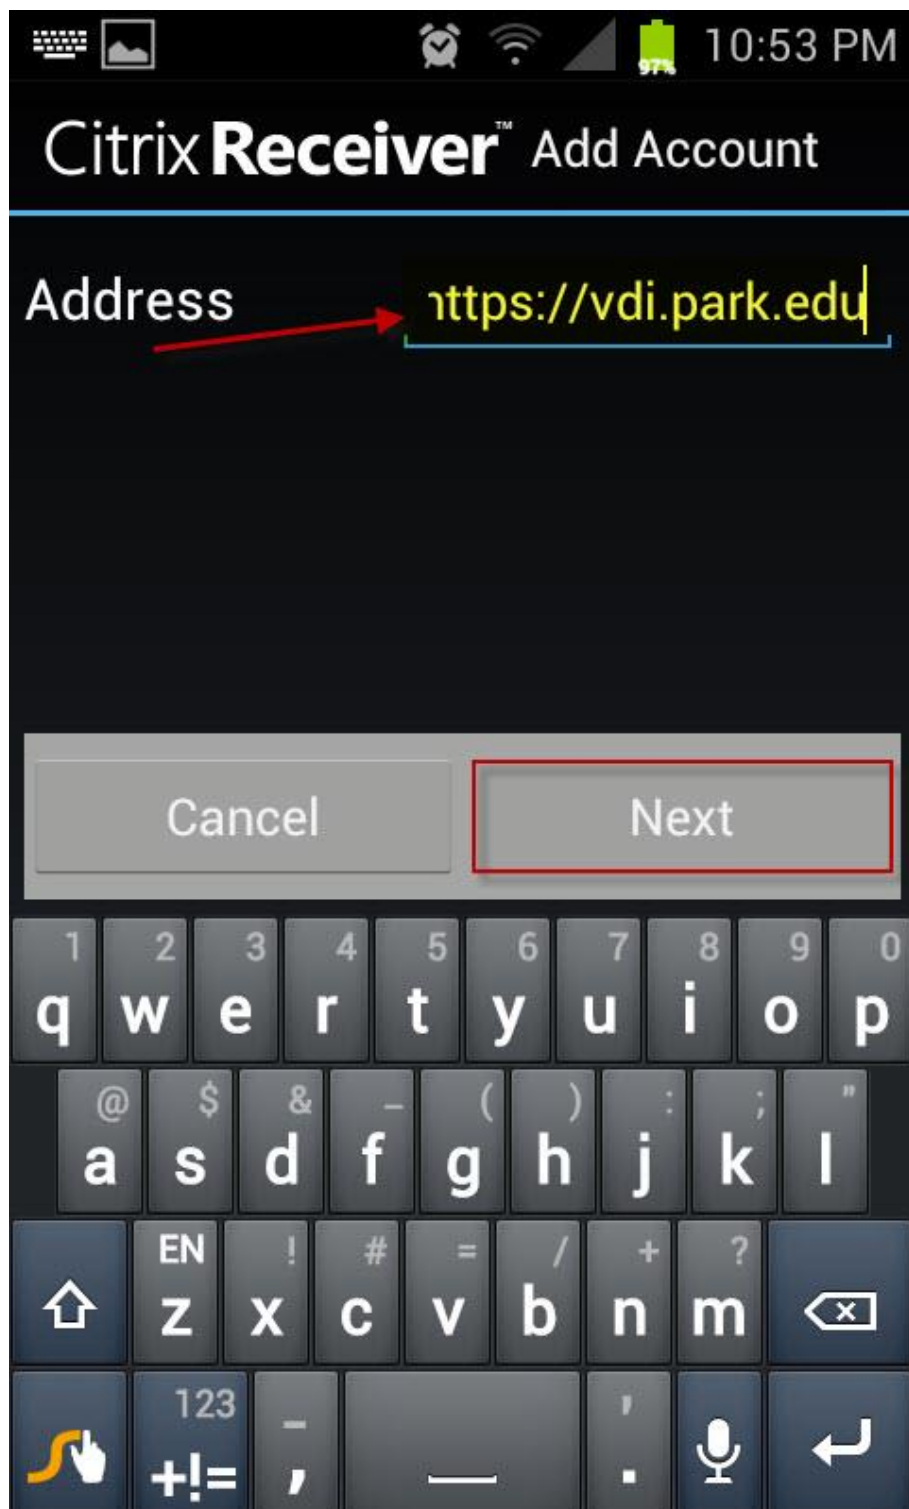 97%
10:53 PM
Citrix Receiver™ Add Account
Address
https://vdi.park.edu
Cancel
Next
1 2 3 4 5 6 7 8 9 0
q w e r t y u i o p
@ $ & _ ( ) : ; "
a s d f g h j k l
EN ! # = / + ?
z x c v b n m
123 - '
+!= , .